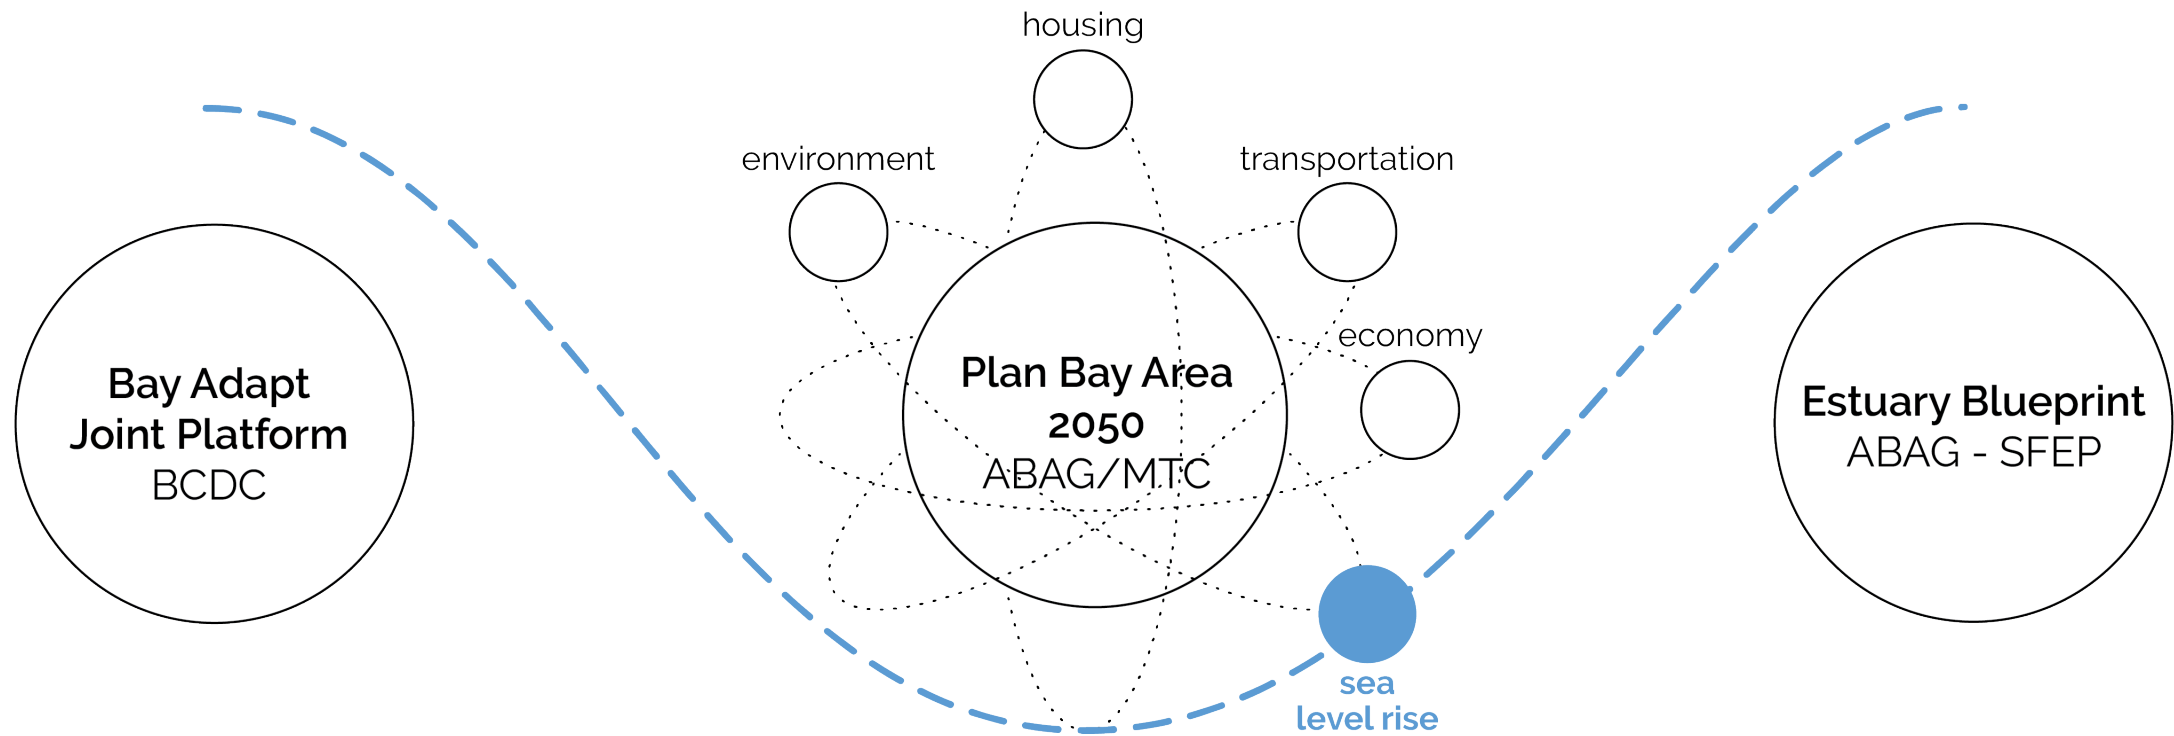 housing
environment
transportation
economy
Bay Adapt
Joint Platform
BCDC
Plan Bay Area
2050
ABAG/MTC
Estuary Blueprint
ABAG - SFEP
sea
level rise